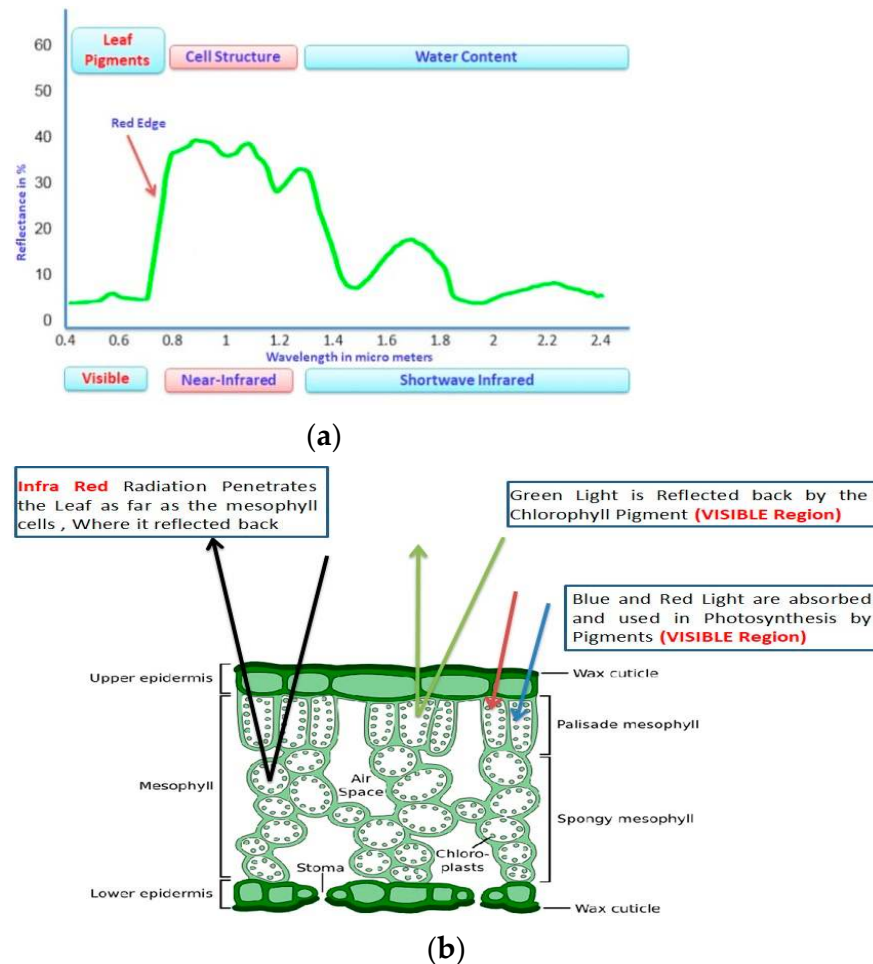 60
50
40
30
20
10
0
Reflectance in %
Leaf
Pigments
Cell Structure
Water Content
Red Edge
0.4 0.6 0.8 1 1.2 1.4 1.6 1.8 2 2.2 2.4
Wavelength in micro meters
Visible
Near-Infrared
Shortwave Infrared
(a)
Infra Red Radiation Penetrates
the Leaf as far as the mesophyll
cells , Where it reflected back
Green Light is Reflected back by the
Chlorophyll Pigment (VISIBLE Region)
Blue and Red Light are absorbed
and used in Photosynthesis by
Pigments (VISIBLE Region)
Upper epidermis
Wax cuticle
Palisade mesophyll
Mesophyll
Air
Space
Spongy mesophyll
Chloro-
plasts
Stoma
Lower epidermis
Wax cuticle
(b)